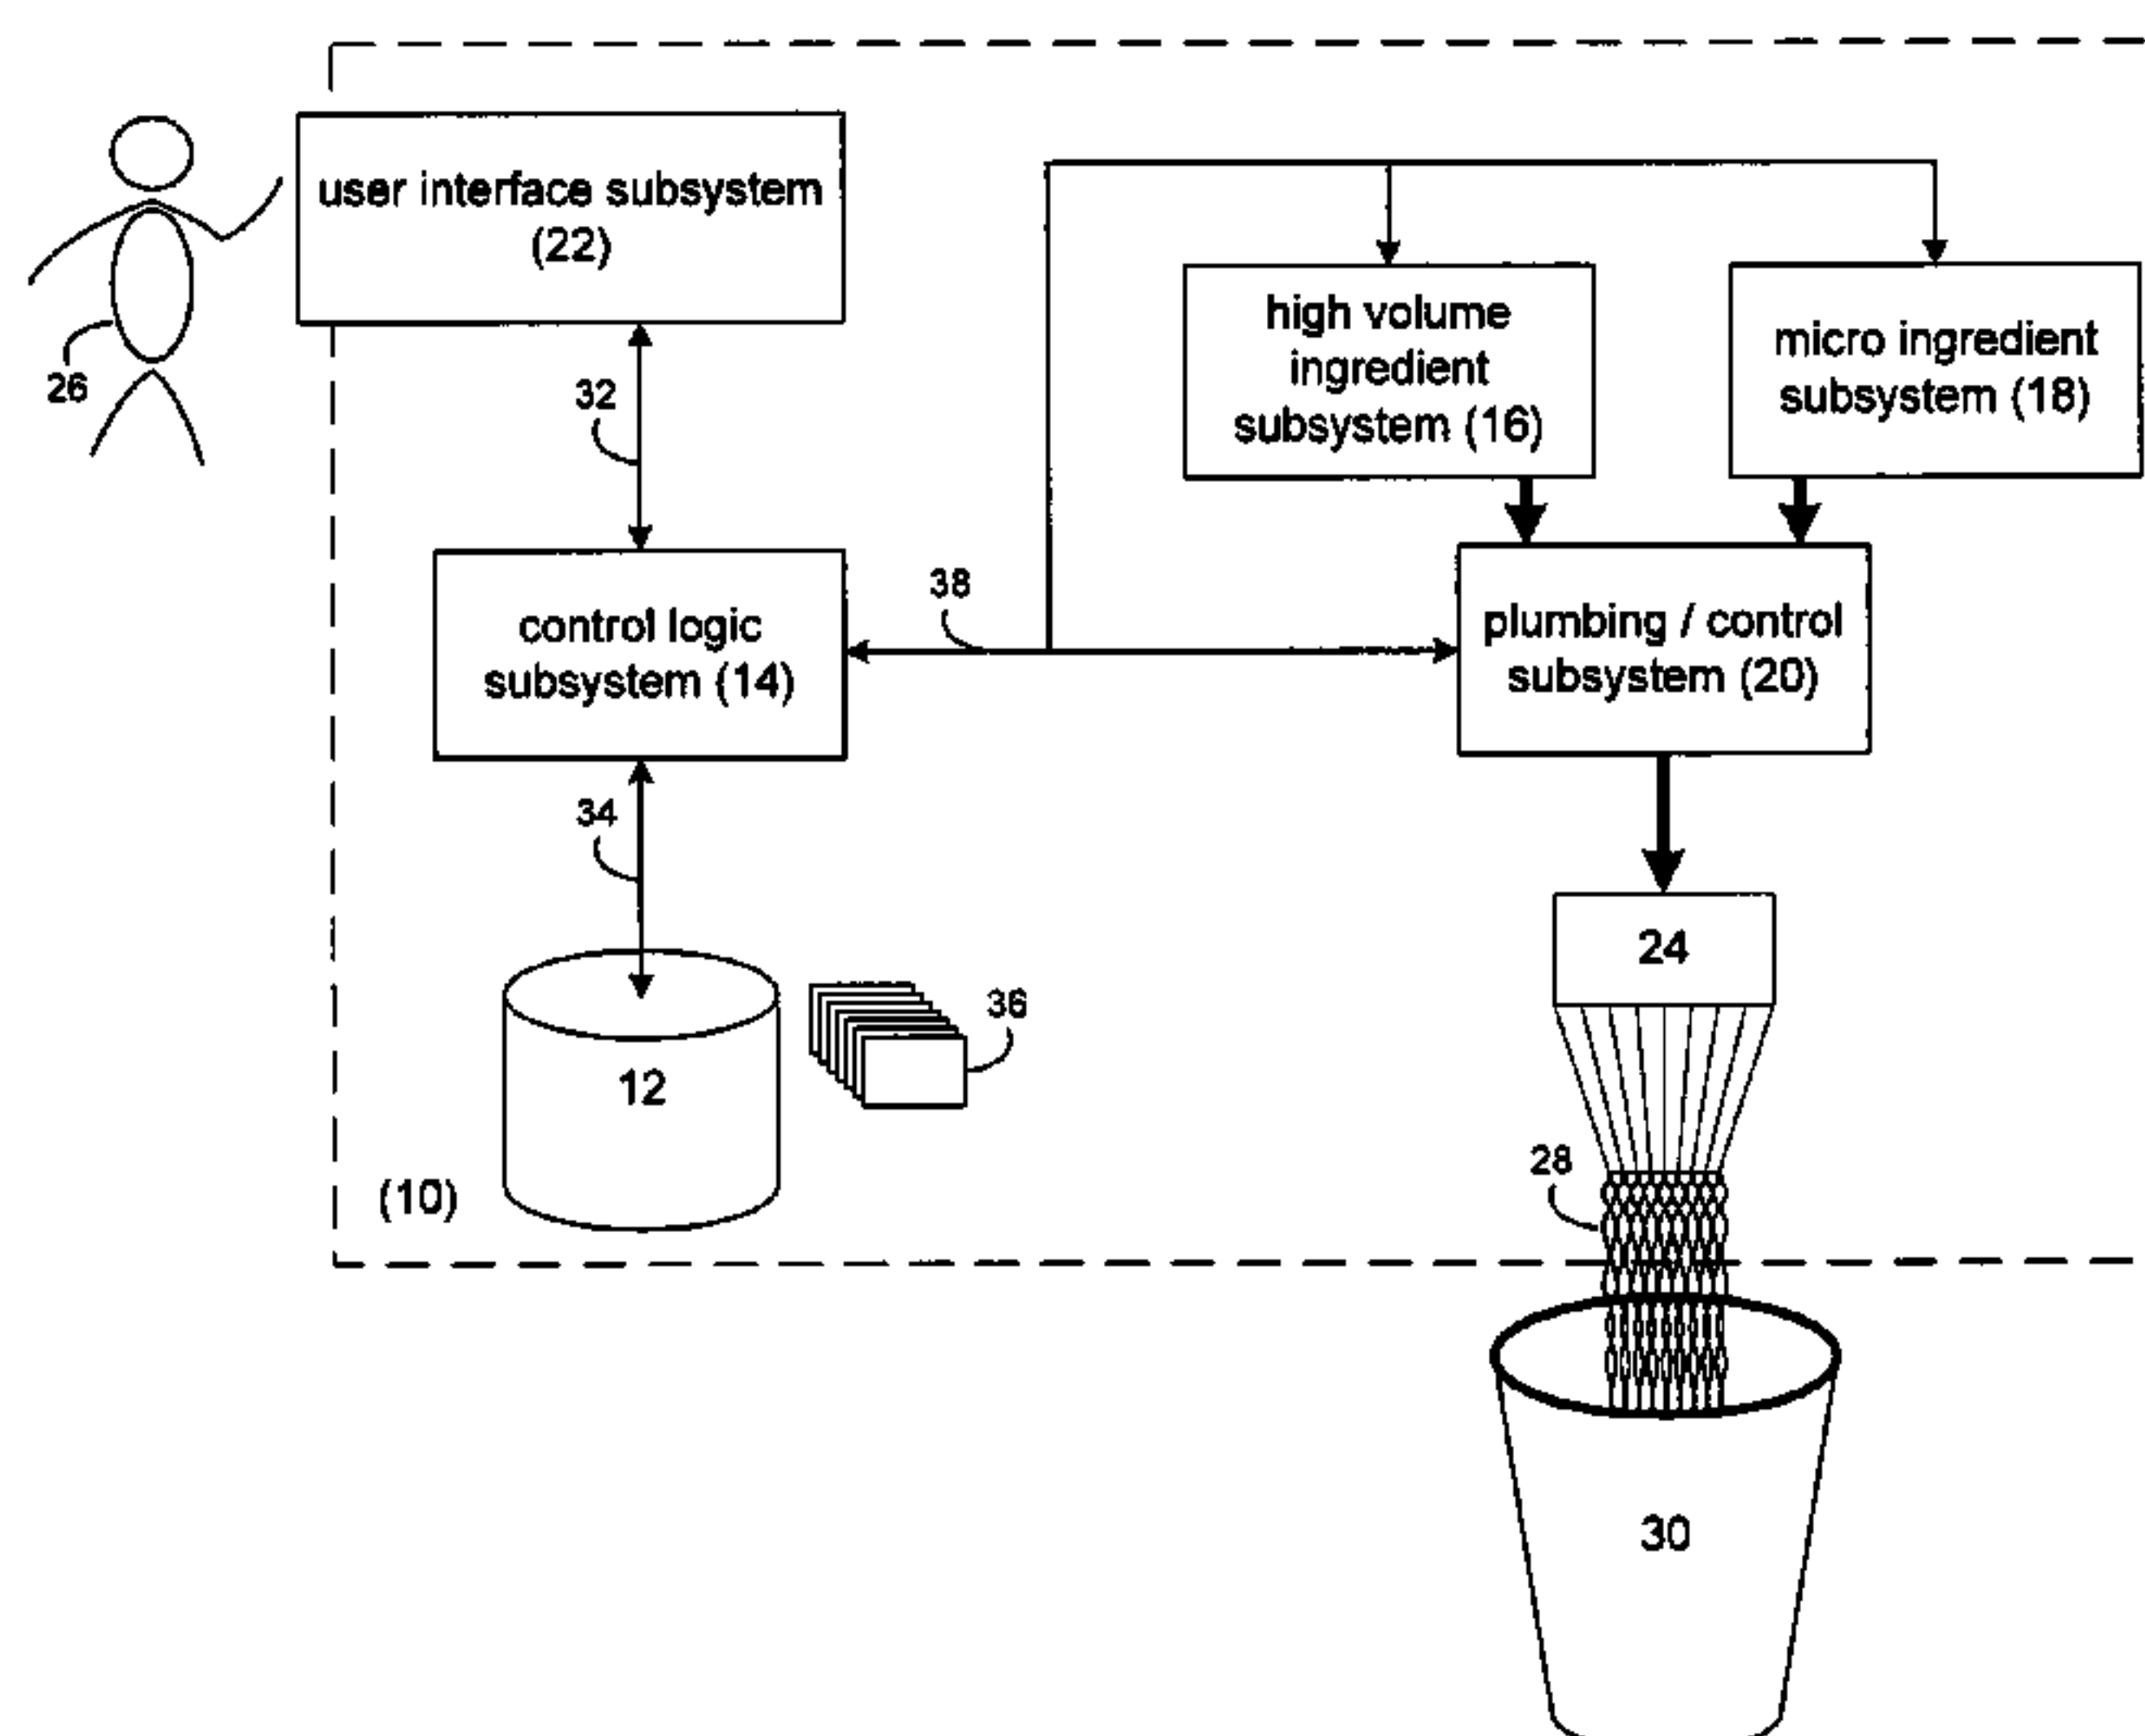 user interface subsystem
(22)
26
32
high volume
ingredient
subsystem (16)
micro ingredient
subsystem (18)
38
control logic
subsystem (14)
plumbing / control
subsystem (20)
34
24
36
12
28
(10)
30